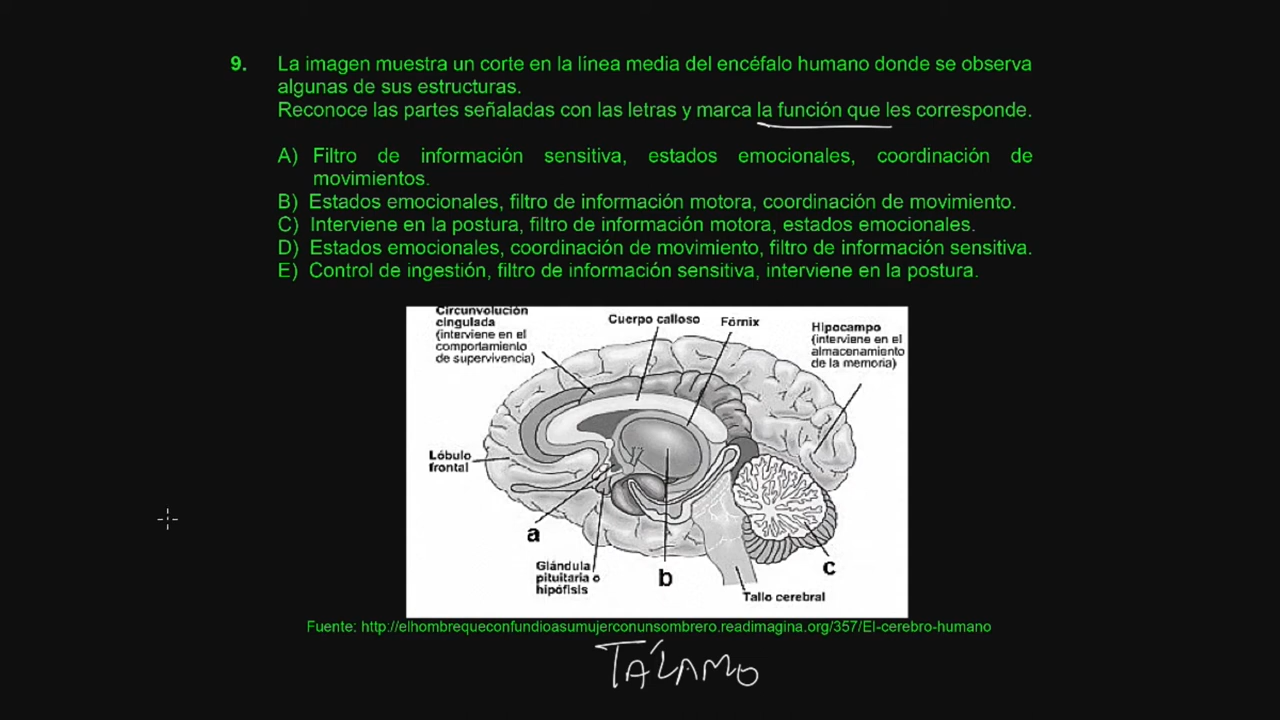 9. La imagen muestra un corte en la línea media del encéfalo humano donde se observa
algunas de sus estructuras.
Reconoce las partes señaladas con las letras y marca la función que les corresponde.
A) Filtro de información sensitiva, estados emocionales, coordinación de
movimientos.
B) Estados emocionales, filtro de información motora, coordinación de movimiento.
C) Interviene en la postura, filtro de información motora, estados emocionales.
D) Estados emocionales, coordinación de movimiento, filtro de información sensitiva.
E) Control de ingestión, filtro de información sensitiva, interviene en la postura.
Circunvolución
cingulada
(interviene en el
comportamiento
de supervivencia)
Cuerpo calloso
Fórnix
Hipocampo
(interviene en el
almacenamiento
de la memoria)
Lóbulo
frontal
a
Glándula
pituitaria o
hipófisis
b
c
Tallo cerebral
Fuente: http://elhombrequeconfundioasumujerconunsombrero.readimagina.org/357/El-cerebro-humano
TÁLAMO